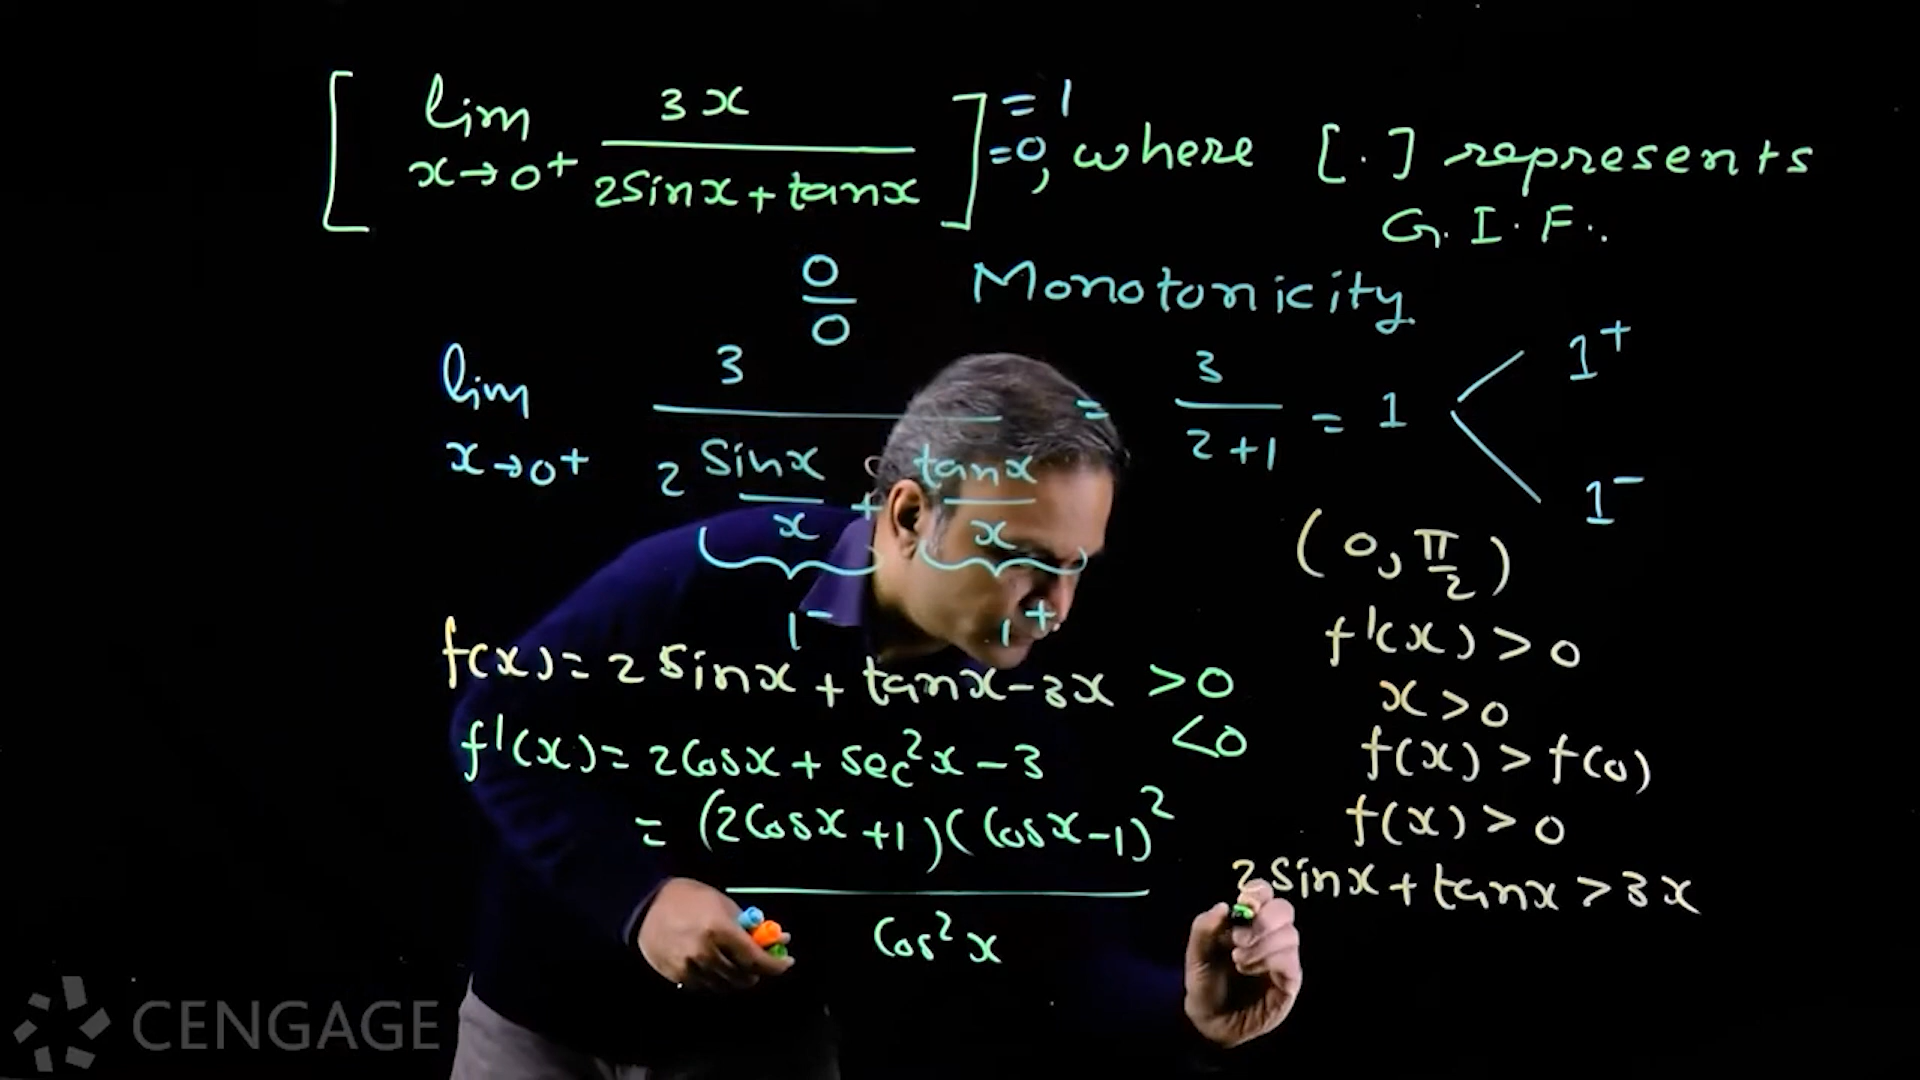 [ lim x→0+ 3x / (2Sinx + tanx) ] = 1
= 0, where [.] represents
G.I.F..
0/0 Monotonicity
lim x→0+ 3 / (2 Sinx/x + tanx/x) = 3/(2+1) = 1 < 1+
1-
1- 1+
(0, π/2)
f'(x) > 0
f(x) = 2Sinx + tanx - 3x > 0
x > 0
f'(x) = 2Cosx + sec²x - 3 < 0
f(x) > f(0)
= (2Cosx + 1)(Cosx - 1)² / Cos²x
f(x) > 0
2Sinx + tanx > 3x
CENGAGE